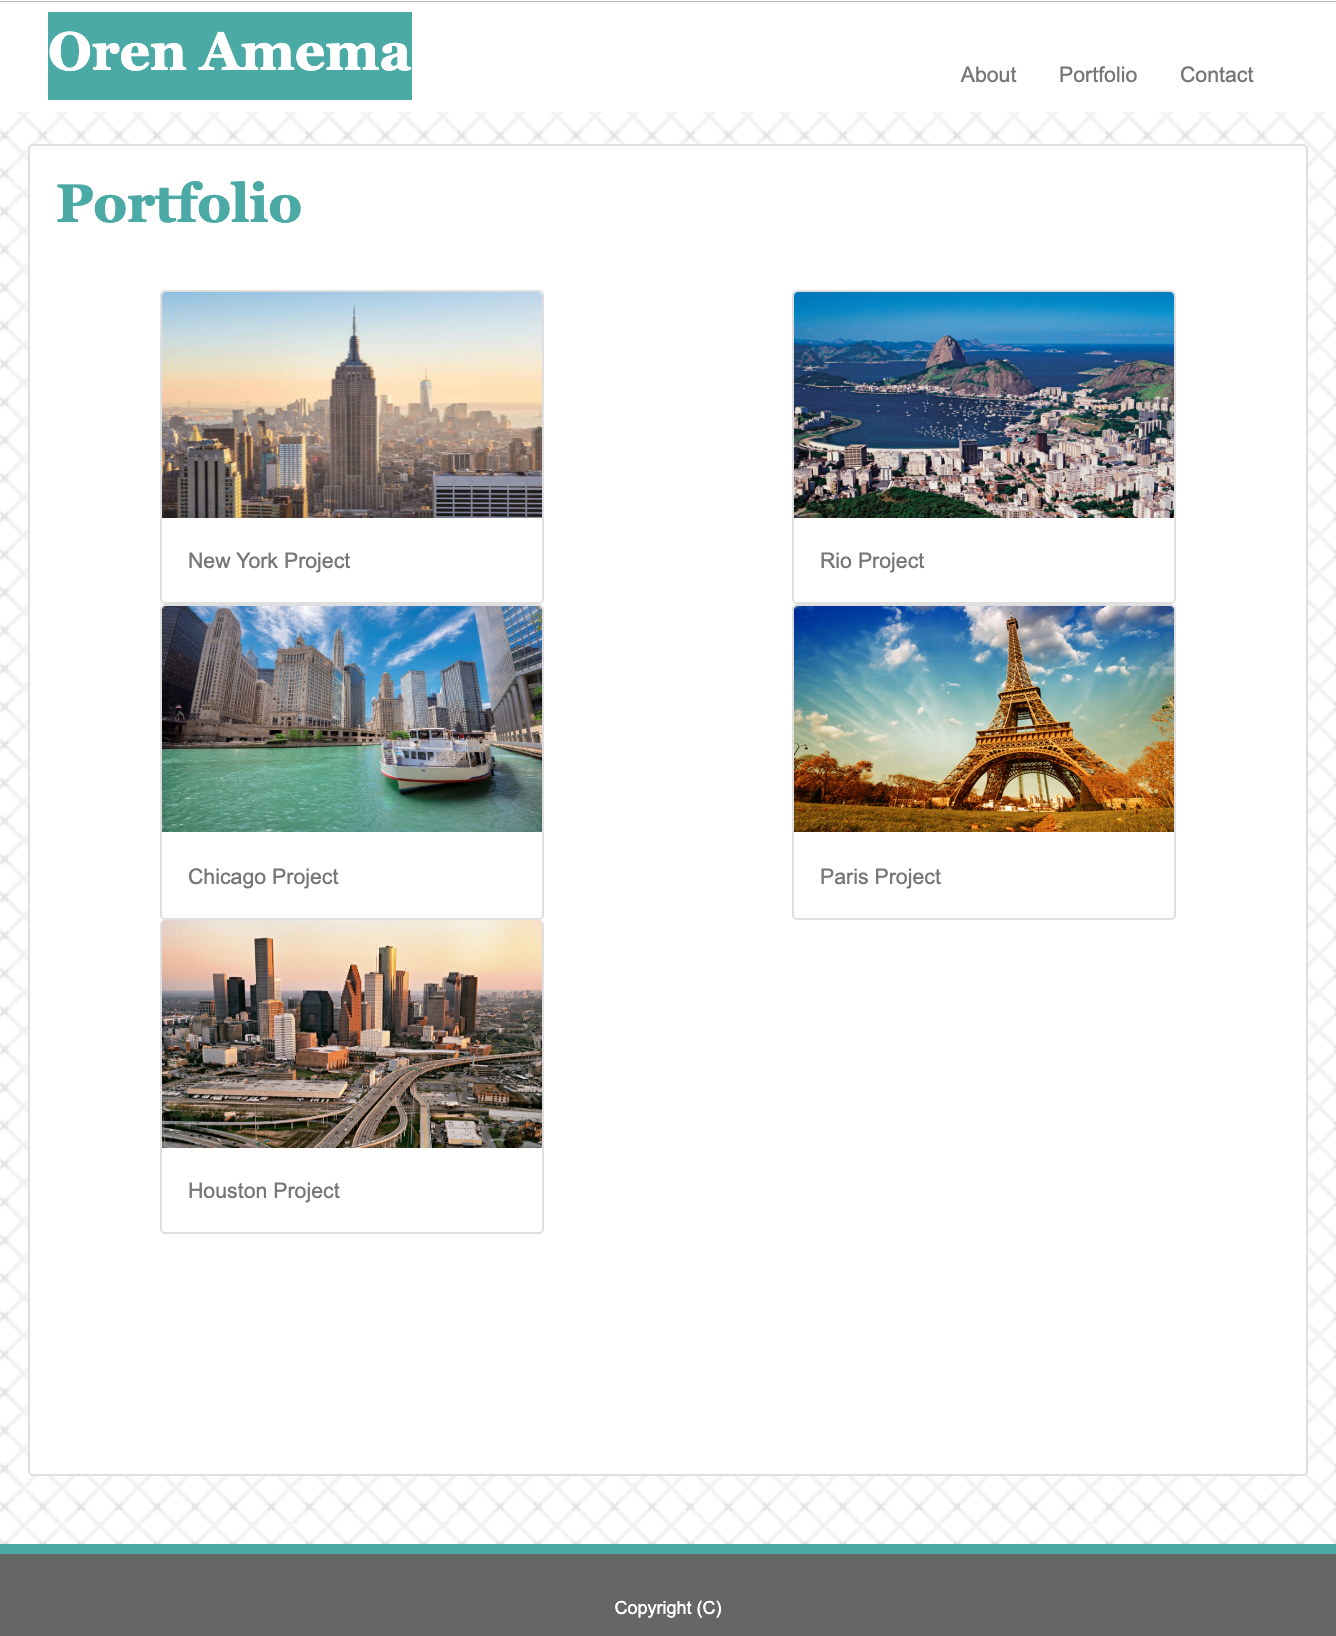 Oren Amema
About Portfolio Contact
Portfolio
New York Project
Rio Project
Chicago Project
Paris Project
Houston Project
Copyright (C)